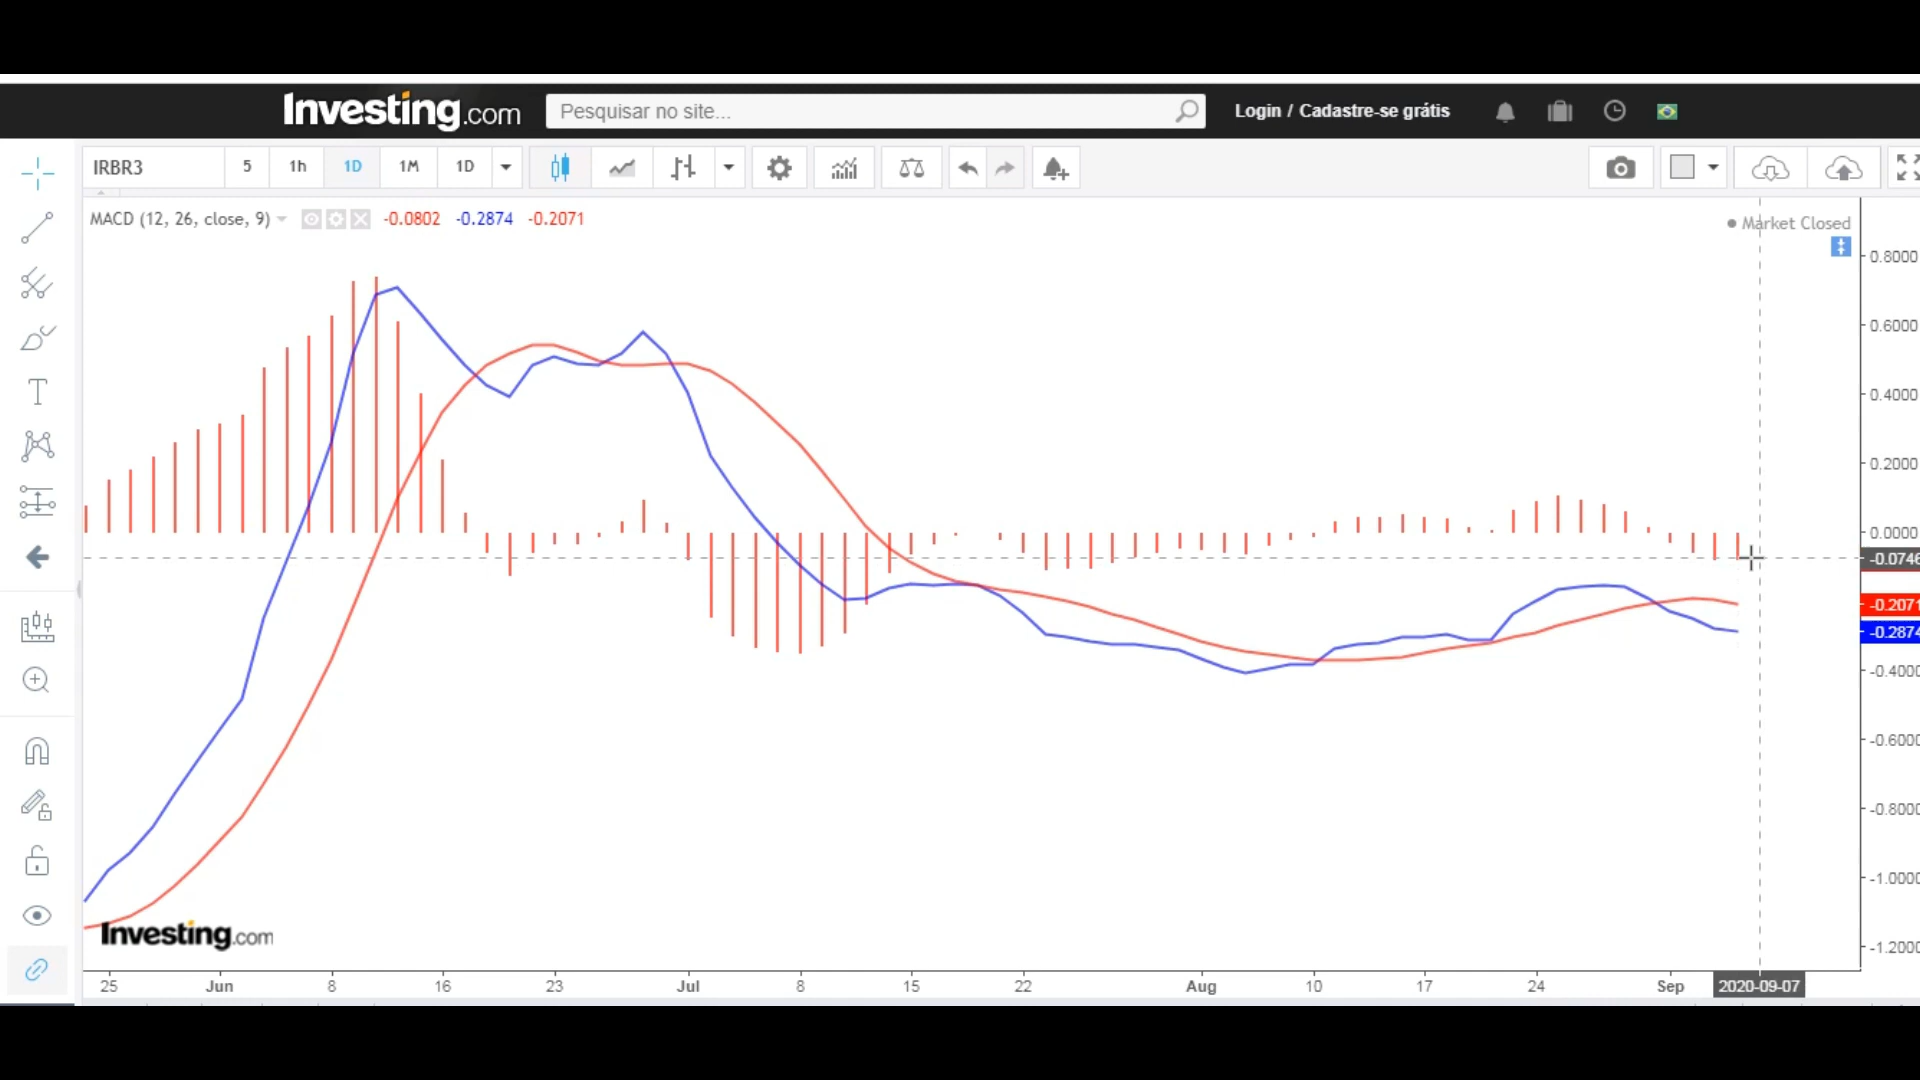 Investing.com
Pesquisar no site...
Login / Cadastre-se grátis
IRBR3 5 1h 1D 1M 1D
MACD (12, 26, close, 9) -0.0802 -0.2874 -0.2071
Market Closed
0.8000
0.6000
0.4000
0.2000
0.0000
-0.0746
-0.2071
-0.2874
-0.4000
-0.6000
-0.8000
-1.0000
-1.2000
Investing.com
25 Jun 8 16 23 Jul 8 15 22 Aug 10 17 24 Sep 2020-09-07